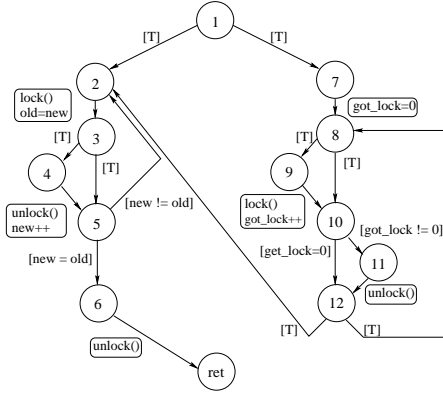 1
[T]
[T]
2
7
lock()
old=new
got_lock=0
[T]
3
[T]
8
4
[T]
9
[T]
unlock()
new++
5
[new != old]
lock()
got_lock++
10
[got_lock != 0]
[new = old]
[get_lock=0]
11
6
12
unlock()
[T]
[T]
unlock()
ret